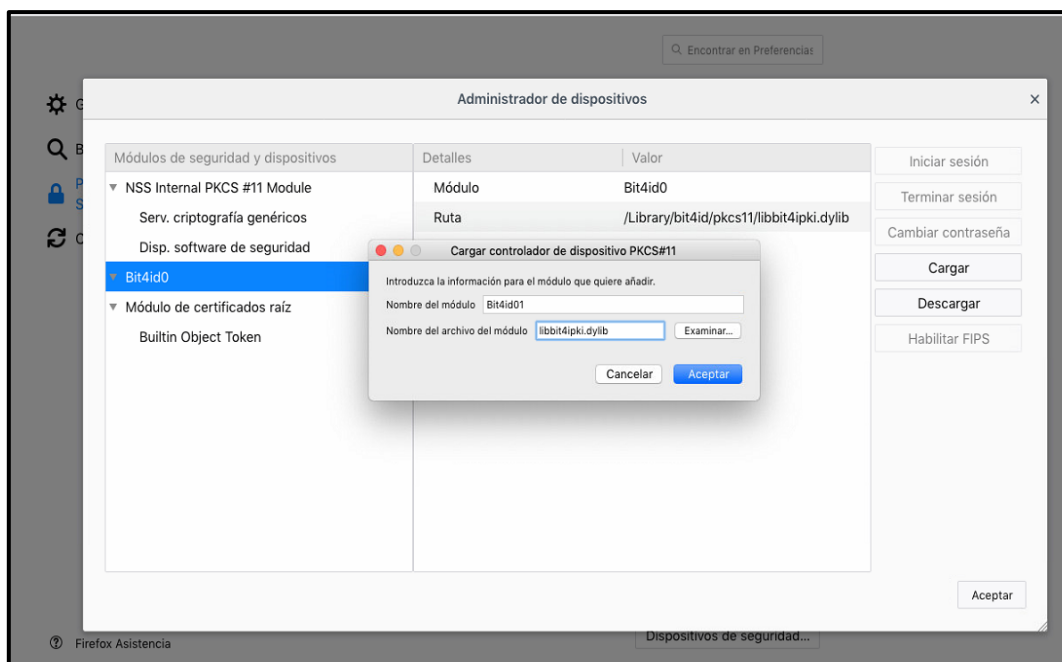 Encontrar en Preferencias
Administrador de dispositivos
Módulos de seguridad y dispositivos
Detalles
Valor
Iniciar sesión
NSS Internal PKCS #11 Module
Módulo
Bit4id0
Terminar sesión
Serv. criptografía genéricos
Ruta
/Library/bit4id/pkcs11/libbit4ipki.dylib
Cambiar contraseña
Disp. software de seguridad
Cargar controlador de dispositivo PKCS#11
Cargar
Bit4id0
Introduzca la información para el módulo que quiere añadir.
Nombre del módulo
Bit4id01
Descargar
Módulo de certificados raíz
Nombre del archivo del módulo
libbit4ipki.dylib
Examinar...
Builtin Object Token
Habilitar FIPS
Cancelar
Aceptar
Aceptar
Firefox Asistencia
Dispositivos de seguridad...